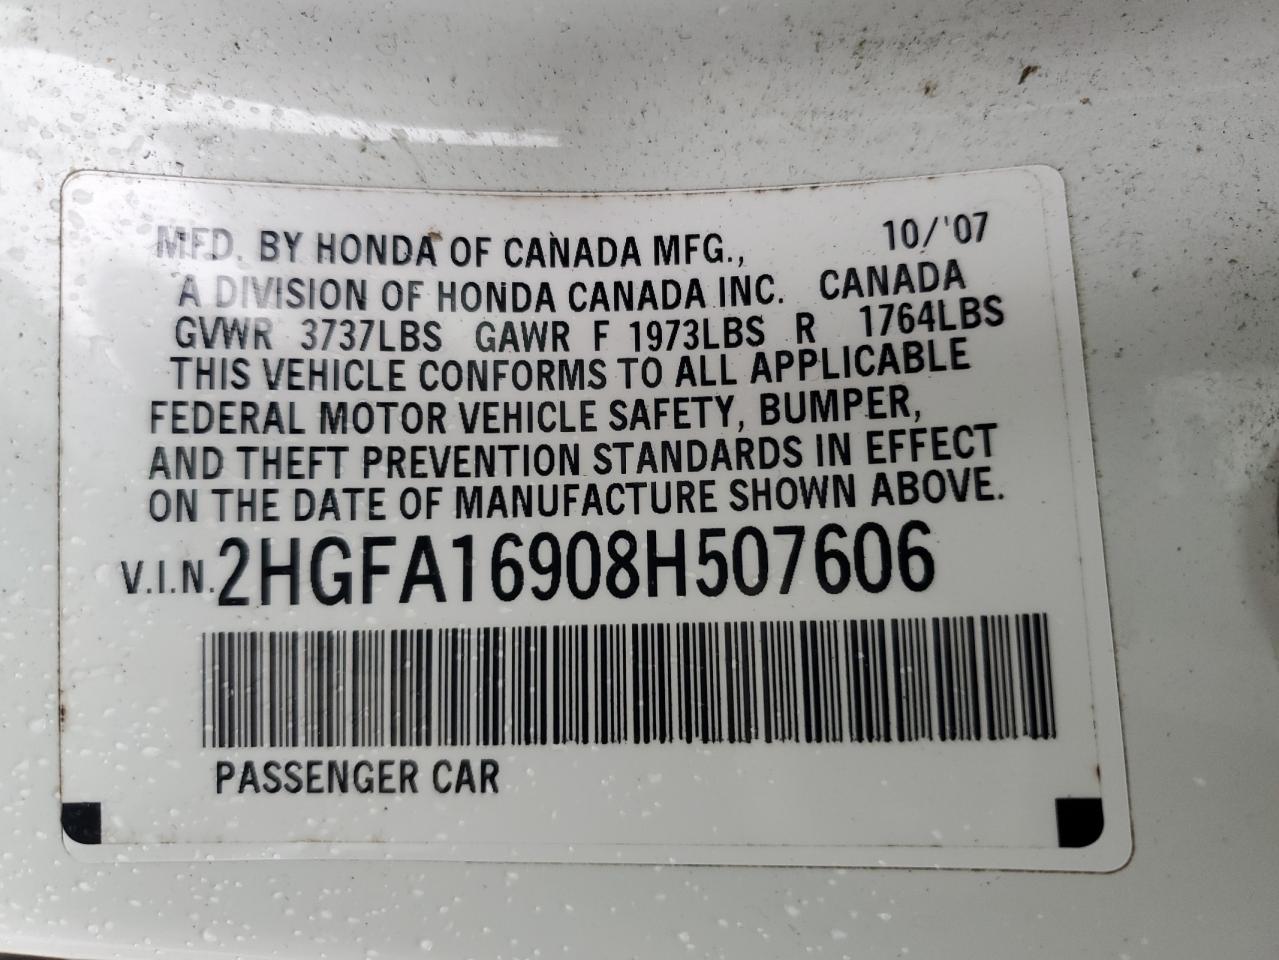 MFD. BY HONDA OF CANADA MFG., 10/'07
A DIVISION OF HONDA CANADA INC. CANADA
GVWR 3737LBS GAWR F 1973LBS R 1764LBS
THIS VEHICLE CONFORMS TO ALL APPLICABLE
FEDERAL MOTOR VEHICLE SAFETY, BUMPER,
AND THEFT PREVENTION STANDARDS IN EFFECT
ON THE DATE OF MANUFACTURE SHOWN ABOVE.
V.I.N. 2HGFA16908H507606
PASSENGER CAR